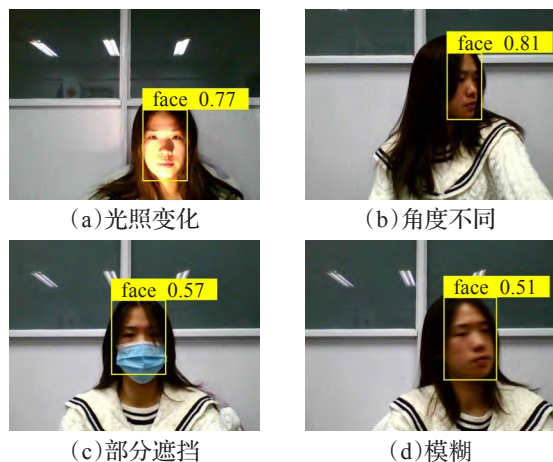 face 0.77
face 0.81
(a)光照变化
(b)角度不同
face 0.57
face 0.51
(c)部分遮挡
(d)模糊